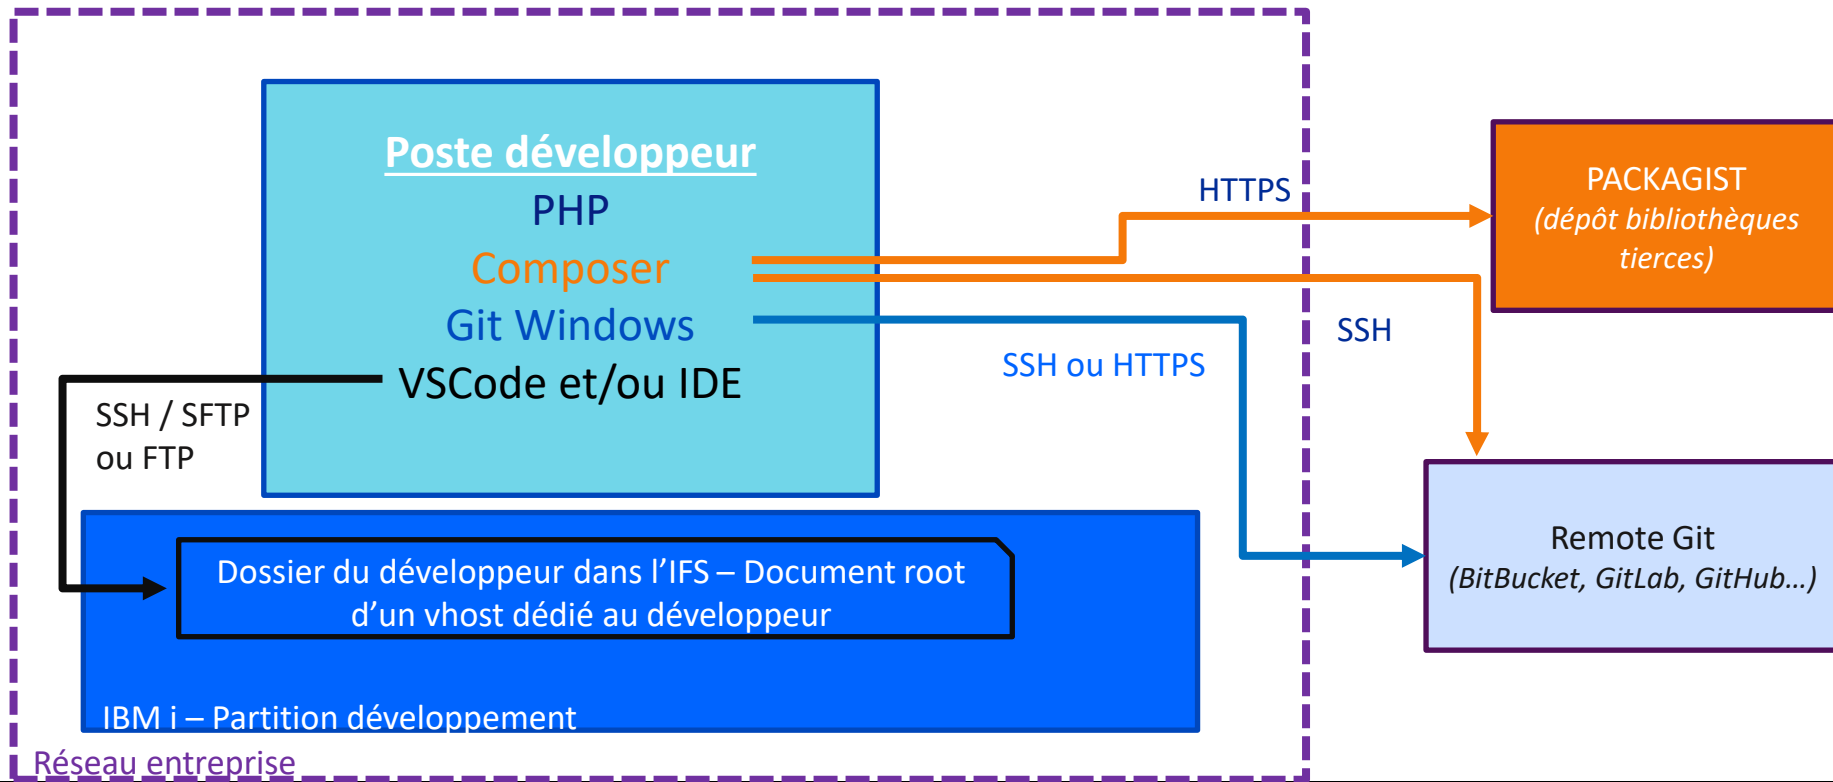 Poste développeur
PHP
Composer
Git Windows
VSCode et/ou IDE
SSH / SFTP
ou FTP
HTTPS
SSH
SSH ou HTTPS
PACKAGIST
(dépôt bibliothèques
tierces)
Remote Git
(BitBucket, GitLab, GitHub...)
Dossier du développeur dans l’IFS – Document root
d’un vhost dédié au développeur
IBM i – Partition développement
Réseau entreprise